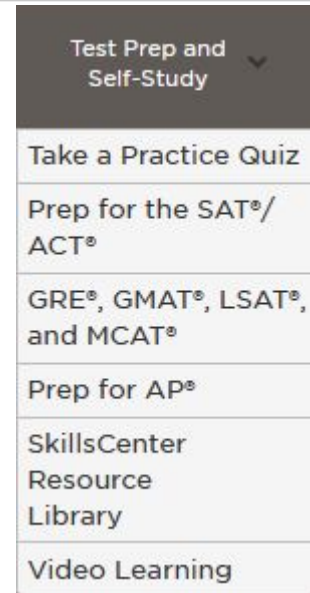 Test Prep and
Self-Study
Take a Practice Quiz
Prep for the SAT®/
ACT®
GRE®, GMAT®, LSAT®,
and MCAT®
Prep for AP®
SkillsCenter
Resource
Library
Video Learning